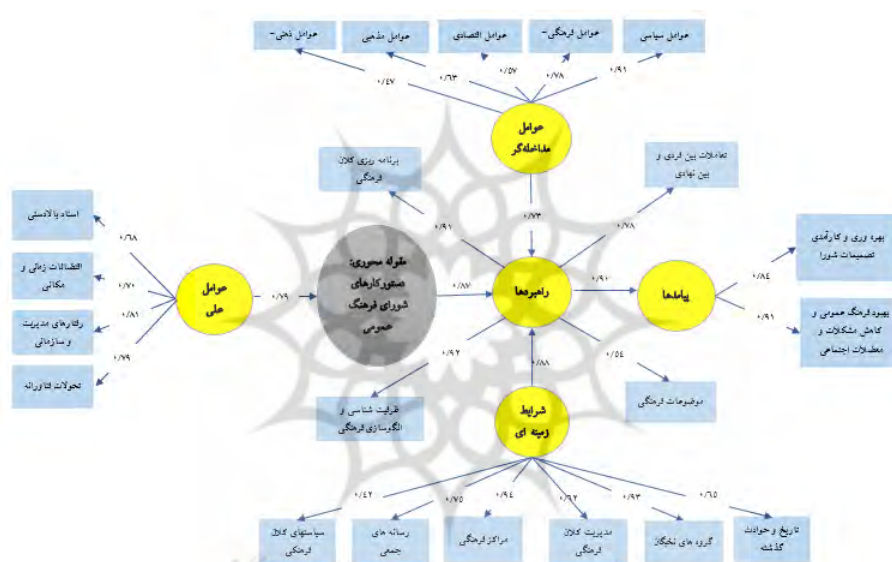 عوامل سیاسی
عوامل فرهنگی-
عوامل اقتصادی
عوامل مذهبی
عوامل ذهنی-
۰/۹۱
۰/۷۸
۰/۵۷
۰/۶۳
۰/۴۷
عوامل
مداخله‌گر
۰/۷۳
تعاملات بین فردی و
بین نهادی
۰/۷۸
برنامه ریزی کلان
فرهنگی
۰/۹۱
اسناد بالادستی
۰/۶۸
اقتضائات زمانی و
مکانی
۰/۷۰
رفتارهای مدیریت
و سازمانی
۰/۸۱
تحولات فناورانه
۰/۷۹
عوامل
علی
۰/۷۹
مقوله محوری:
دستورکارهای
شورای فرهنگ
عمومی
۰/۸۷
راهبردها
پیامدها
بهره وری و کارآمدی
تصمیمات شورا
۰/۸۴
بهبود فرهنگ عمومی و
کاهش مشکلات و
معضلات اجتماعی
۰/۹۱
۰/۹۲
ظرفیت شناسی و
الگوسازی فرهنگی
۰/۸۸
۰/۵۴
موضوعات فرهنگی
شرایط
زمینه ای
۰/۶۵
۰/۹۳
۰/۶۲
۰/۹۴
۰/۷۵
۰/۴۲
تاریخ و حوادث
گذشته
گروه های نخبگان
مدیریت کلان
فرهنگی
مراکز فرهنگی
رسانه های
جمعی
سیاستهای کلان
فرهنگی